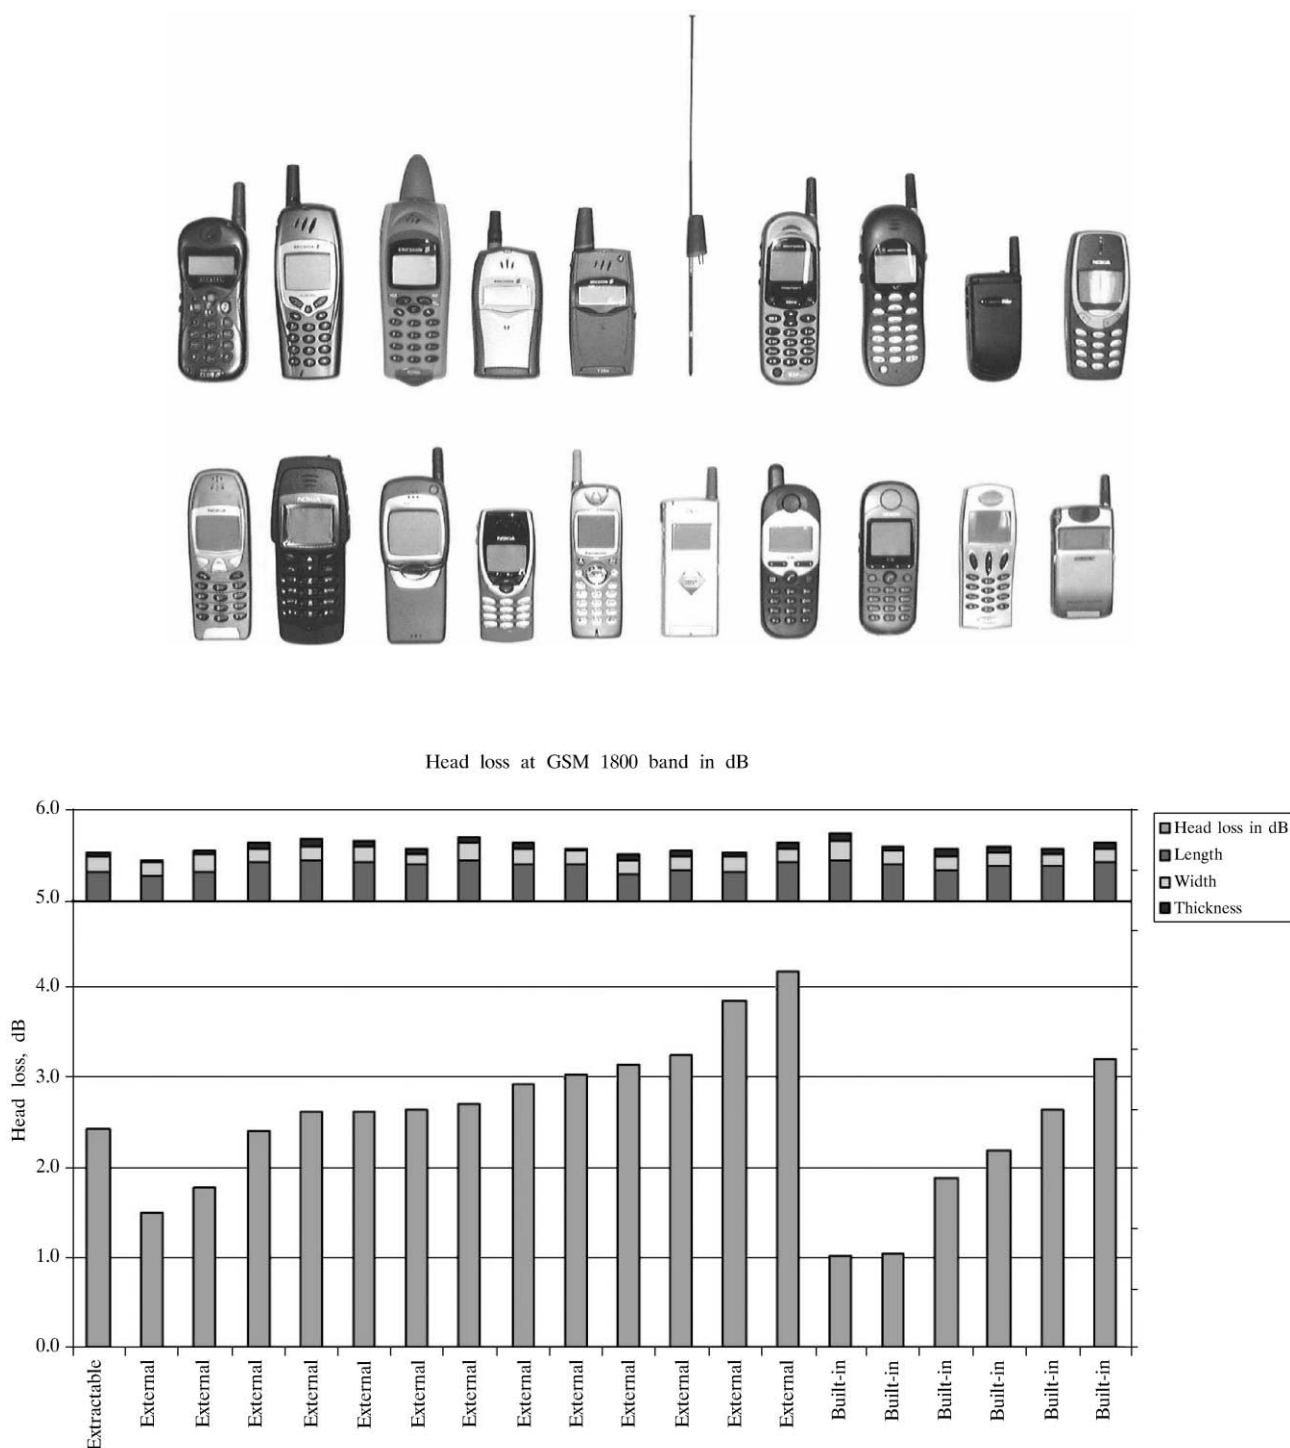 ERICSSON
NOKIA
NOKIA
NOKIA
NOKIA
Head loss at GSM 1800 band in dB
6.0
5.0
4.0
3.0
2.0
1.0
0.0
Head loss, dB
Head loss in dB
Length
Width
Thickness
Extractable
External
External
External
External
External
External
External
External
External
External
External
External
External
Built-in
Built-in
Built-in
Built-in
Built-in
Built-in